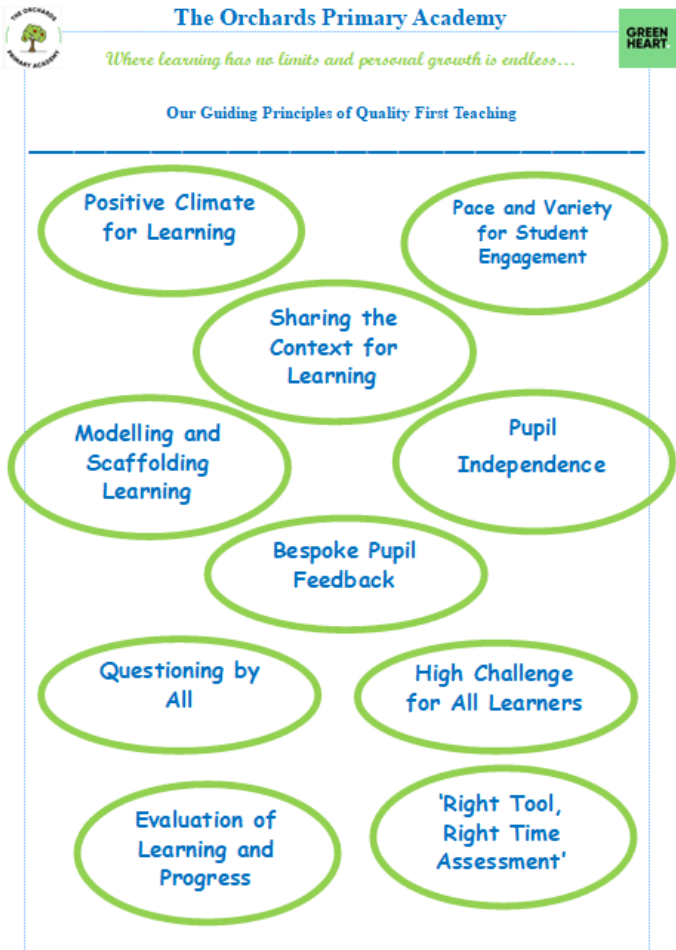 The Orchards Primary Academy
THE ORCHARDS
PRIMARY ACADEMY
GREEN
HEART.
Where learning has no limits and personal growth is endless…
Our Guiding Principles of Quality First Teaching
Positive Climate
for Learning
Pace and Variety
for Student
Engagement
Sharing the
Context for
Learning
Modelling and
Scaffolding
Learning
Pupil
Independence
Bespoke Pupil
Feedback
Questioning by
All
High Challenge
for All Learners
Evaluation of
Learning and
Progress
‘Right Tool,
Right Time
Assessment’